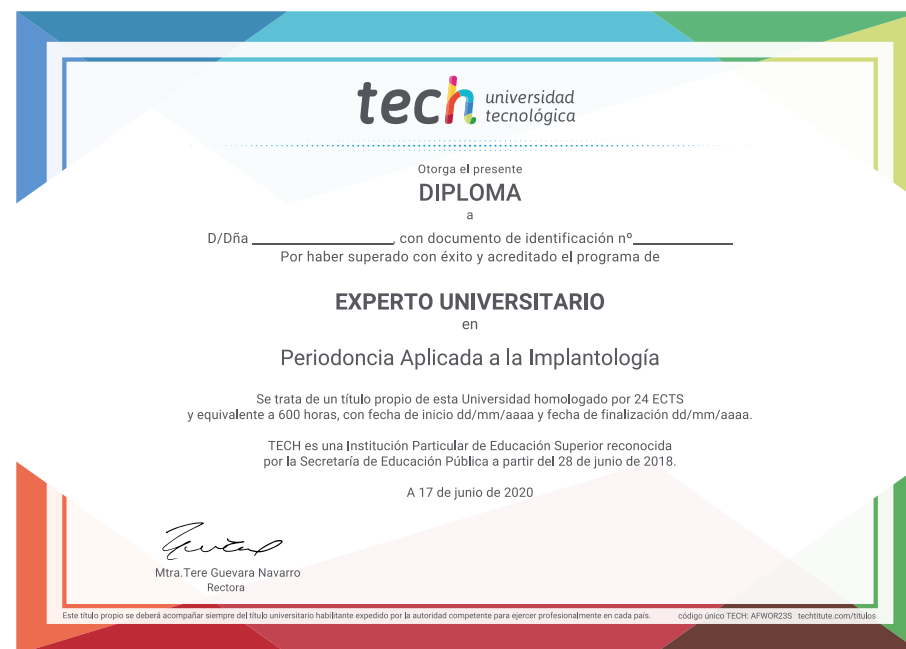 tech universidad
tecnológica
Otorga el presente
DIPLOMA
a
D/Dña ____________________, con documento de identificación nº______________
Por haber superado con éxito y acreditado el programa de
EXPERTO UNIVERSITARIO
en
Periodoncia Aplicada a la Implantología
Se trata de un título propio de esta Universidad homologado por 24 ECTS
y equivalente a 600 horas, con fecha de inicio dd/mm/aaaa y fecha de finalización dd/mm/aaaa.
TECH es una Institución Particular de Educación Superior reconocida
por la Secretaría de Educación Pública a partir del 28 de junio de 2018.
A 17 de junio de 2020
Mtra.Tere Guevara Navarro
Rectora
Este título propio se deberá acompañar siempre del título universitario habilitante expedido por la autoridad competente para ejercer profesionalmente en cada país. código único TECH: AFWOR23S techtitute.com/titulos